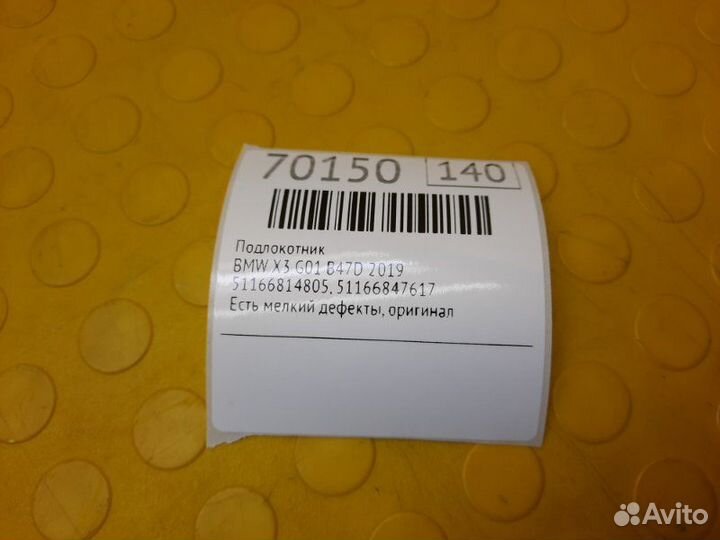 70150 140
Подлокотник
BMW X3 G01 B47D 2019
51166814805, 51166847617
Есть мелкий дефекты, оригинал
Avito